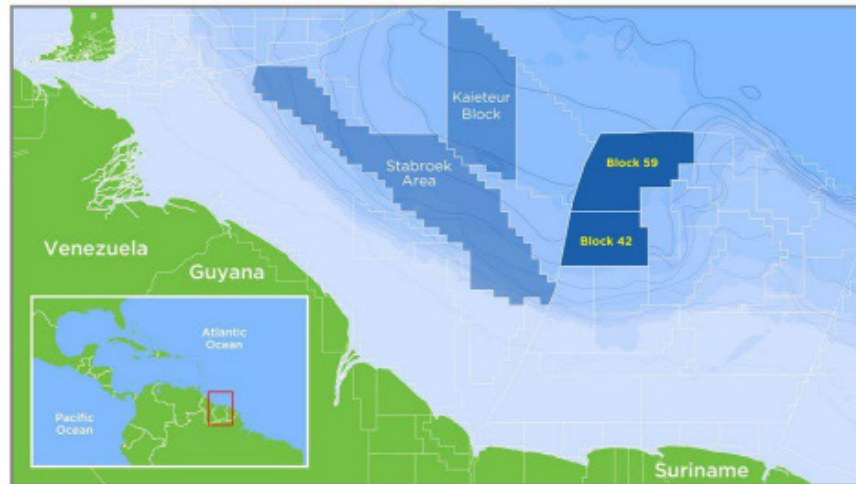 Kaieteur
Block
Stabroek
Area
Block 59
Block 42
Venezuela
Guyana
Atlantic
Ocean
Pacific
Ocean
Suriname